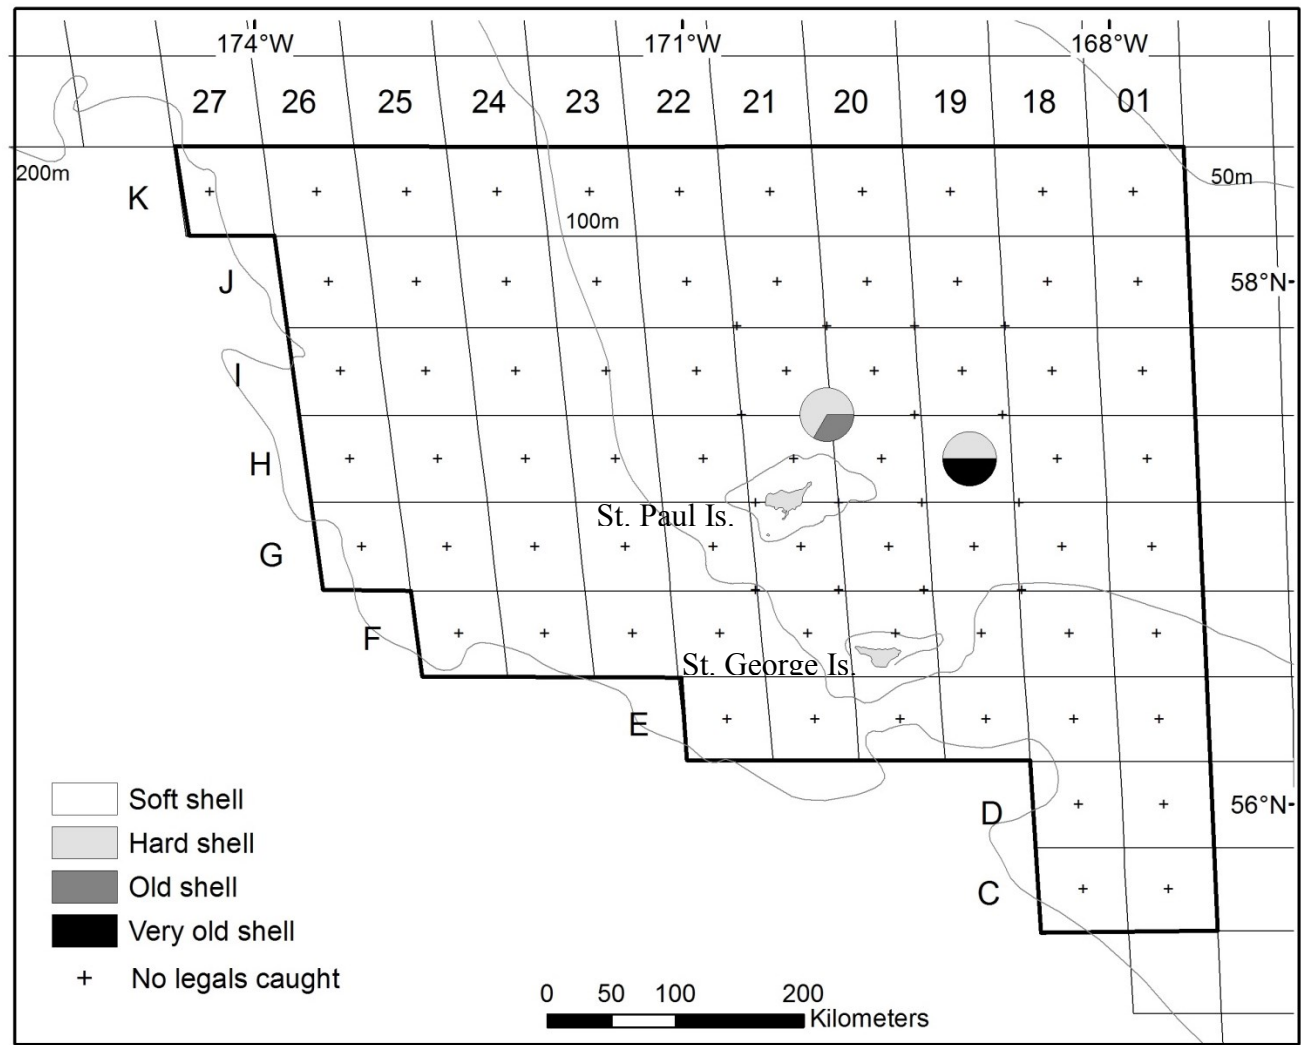 174°W 171°W 168°W
27 26 25 24 23 22 21 20 19 18 01
200m
50m
K
100m
J
58°N
I
H
St. Paul Is.
G
F
St. George Is.
E
Soft shell
56°N
D
Hard shell
Old shell
C
Very old shell
No legals caught
0 50 100 200
Kilometers